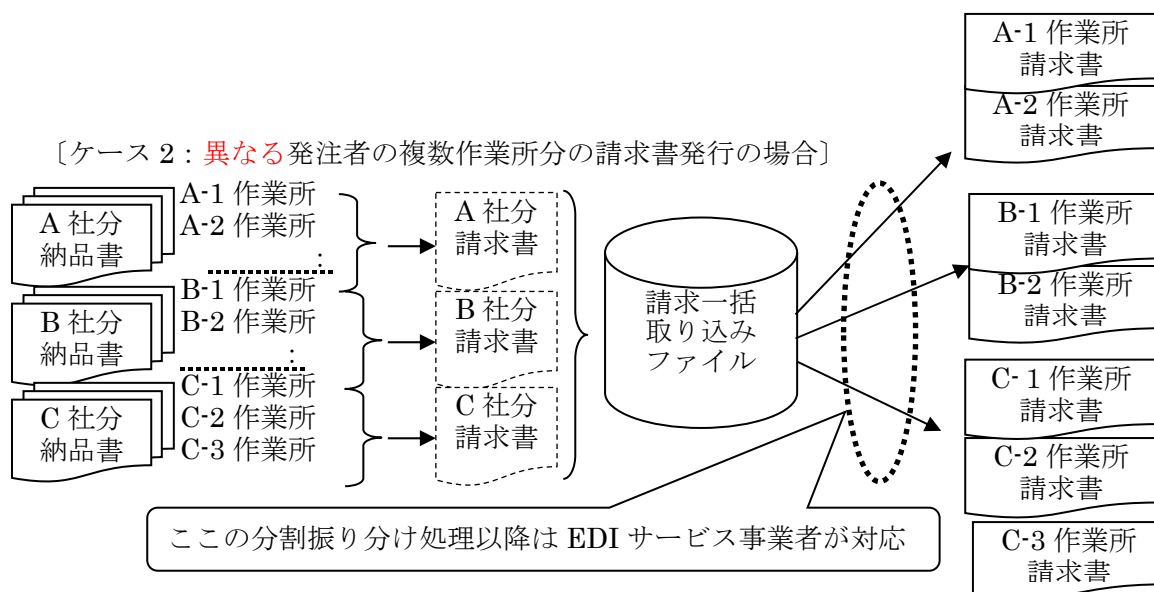 〔ケース 2：異なる発注者の複数作業所分の請求書発行の場合〕
A 社分
納品書
A-1 作業所
A-2 作業所
：
B 社分
納品書
B-1 作業所
B-2 作業所
：
C 社分
納品書
C-1 作業所
C-2 作業所
C-3 作業所
A 社分
請求書
B 社分
請求書
C 社分
請求書
請求一括
取り込み
ファイル
A-1 作業所
請求書
A-2 作業所
B-1 作業所
請求書
B-2 作業所
C- 1 作業所
請求書
C-2 作業所
請求書
C-3 作業所
請求書
ここの分割振り分け処理以降は EDI サービス事業者が対応